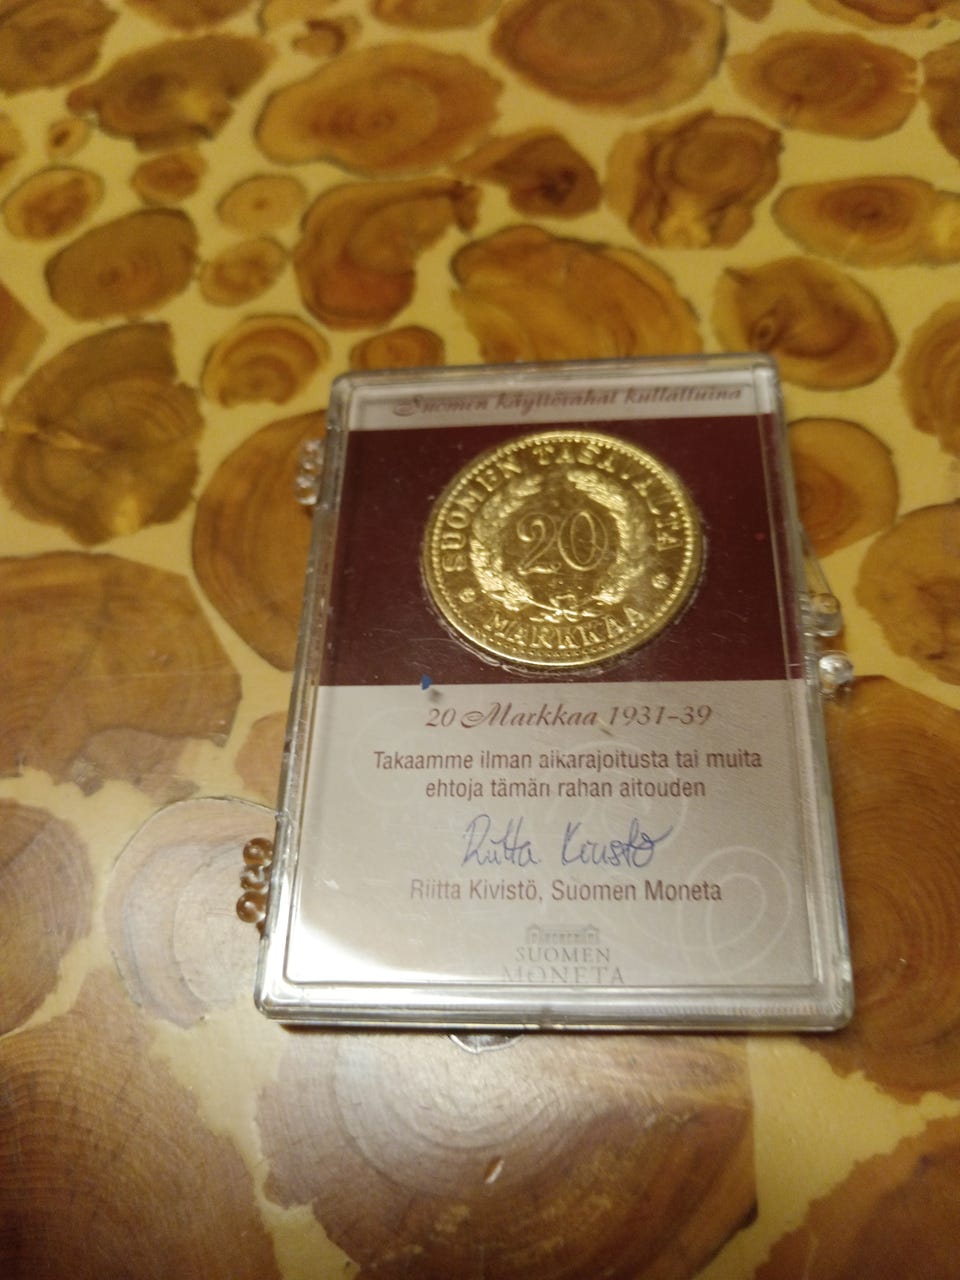 Suomen käyttörahat kullattuina
SUOMEN TASAVALTA
20
MARKKAA
20 Markkaa 1931-39
Takaamme ilman aikarajoitusta tai muita
ehtoja tämän rahan aitouden
Riitta Kivistö
Riitta Kivistö, Suomen Moneta
SUOMEN
MONETA